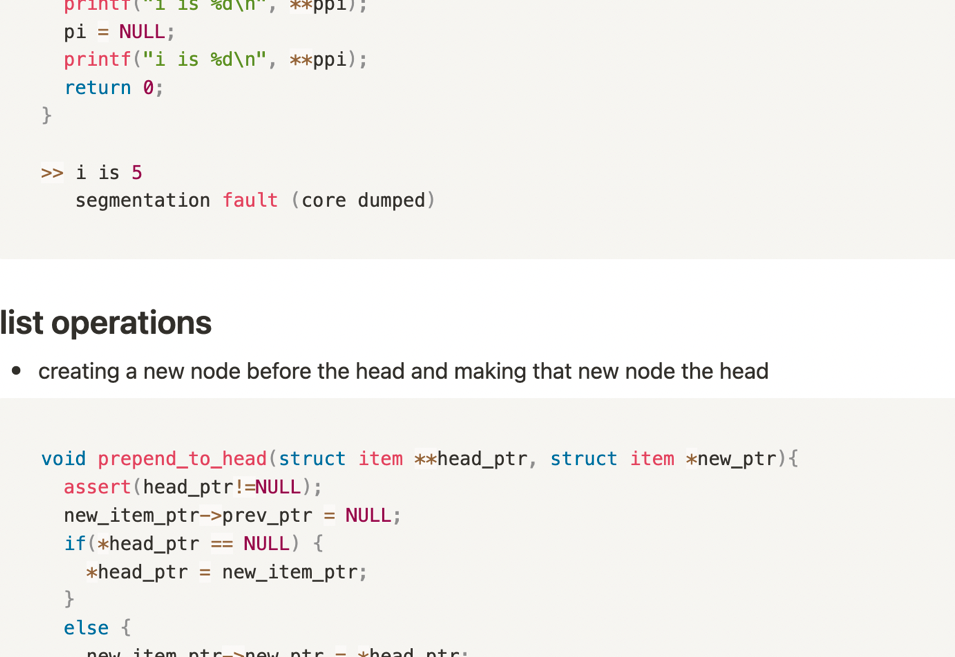 printf("i is %d\n", **ppi);
pi = NULL;
printf("i is %d\n", **ppi);
return 0;
}
>> i is 5
segmentation fault (core dumped)
list operations
• creating a new node before the head and making that new node the head
void prepend_to_head(struct item **head_ptr, struct item *new_ptr){
assert(head_ptr!=NULL);
new_item_ptr->prev_ptr = NULL;
if(*head_ptr == NULL) {
*head_ptr = new_item_ptr;
}
else {
new_item_ptr->new_ptr = *head_ptr;